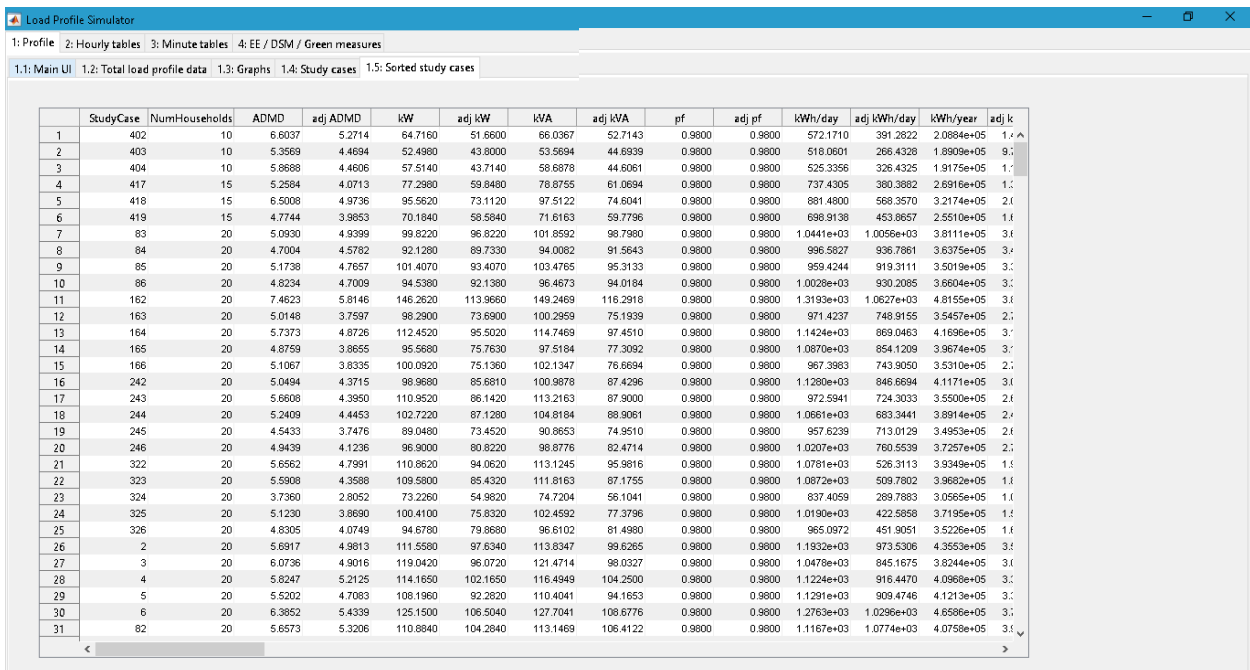 Load Profile Simulator
1: Profile 2: Hourly tables 3: Minute tables 4: EE / DSM / Green measures
1.1: Main UI 1.2: Total load profile data 1.3: Graphs 1.4: Study cases 1.5: Sorted study cases
StudyCase NumHouseholds ADMD adj ADMD kW adj kW kVA adj kVA pf adj pf kWh/day adj kWh/day kWh/year adj k
1 402 10 6.6037 5.2714 64.7160 51.6600 66.0367 52.7143 0.9800 0.9800 572.1710 391.2822 2.0884e+05
2 403 10 5.3569 4.4694 52.4980 43.8000 53.5694 44.6939 0.9800 0.9800 518.0601 266.4328 1.8909e+05
3 404 10 5.8688 4.4606 57.5140 43.7140 58.6878 44.6061 0.9800 0.9800 525.3356 326.4325 1.9175e+05
4 417 15 5.2584 4.0713 77.2980 59.8480 78.8755 61.0694 0.9800 0.9800 737.4305 380.3882 2.6916e+05
5 418 15 6.5008 4.9736 95.5620 73.1120 97.5122 74.6041 0.9800 0.9800 881.4800 568.3570 3.2174e+05
6 419 15 4.7744 3.9853 70.1840 58.5840 71.6163 59.7796 0.9800 0.9800 698.9138 453.8657 2.5510e+05
7 83 20 5.0930 4.9399 99.8220 96.8220 101.8592 98.7980 0.9800 0.9800 1.0441e+03 1.0056e+03 3.8111e+05
8 84 20 4.7004 4.5782 92.1280 89.7330 94.0082 91.5643 0.9800 0.9800 996.5827 936.7861 3.6375e+05
9 85 20 5.1738 4.7657 101.4070 93.4070 103.4765 95.3133 0.9800 0.9800 959.4244 919.3111 3.5019e+05
10 86 20 4.8234 4.7009 94.5380 92.1380 96.4673 94.0184 0.9800 0.9800 1.0028e+03 930.2085 3.6604e+05
11 162 20 7.4623 5.8146 146.2620 113.9660 149.2469 116.2918 0.9800 0.9800 1.3193e+03 1.0627e+03 4.8155e+05
12 163 20 5.0148 3.7597 98.2900 73.6900 100.2959 75.1939 0.9800 0.9800 971.4237 748.9155 3.5457e+05
13 164 20 5.7373 4.8726 112.4520 95.5020 114.7469 97.4510 0.9800 0.9800 1.1424e+03 869.0463 4.1696e+05
14 165 20 4.8759 3.8655 95.5680 75.7630 97.5184 77.3092 0.9800 0.9800 1.0870e+03 854.1209 3.9674e+05
15 166 20 5.1067 3.8335 100.0920 75.1360 102.1347 76.6694 0.9800 0.9800 967.3983 743.9050 3.5310e+05
16 242 20 5.0494 4.3715 98.9680 85.6810 100.9878 87.4296 0.9800 0.9800 1.1280e+03 846.6694 4.1171e+05
17 243 20 5.6608 4.3950 110.9520 86.1420 113.2163 87.9000 0.9800 0.9800 972.5941 724.3033 3.5500e+05
18 244 20 5.2409 4.4453 102.7220 87.1280 104.8184 88.9061 0.9800 0.9800 1.0661e+03 683.3441 3.8914e+05
19 245 20 4.5433 3.7476 89.0480 73.4520 90.8653 74.9510 0.9800 0.9800 957.6239 713.0129 3.4953e+05
20 246 20 4.9439 4.1236 96.9000 80.8220 98.8776 82.4714 0.9800 0.9800 1.0207e+03 760.5539 3.7257e+05
21 322 20 5.6562 4.7991 110.8620 94.0620 113.1245 95.9816 0.9800 0.9800 1.0781e+03 526.3113 3.9349e+05
22 323 20 5.5908 4.3588 109.5800 85.4320 111.8163 87.1755 0.9800 0.9800 1.0872e+03 509.7802 3.9682e+05
23 324 20 3.7360 2.8052 73.2260 54.9820 74.7204 56.1041 0.9800 0.9800 837.4059 289.7883 3.0565e+05
24 325 20 5.1230 3.8690 100.4100 75.8320 102.4592 77.3796 0.9800 0.9800 1.0190e+03 422.5858 3.7195e+05
25 326 20 4.8305 4.0749 94.6780 79.8680 96.6102 81.4980 0.9800 0.9800 965.0972 451.9051 3.5226e+05
26 2 20 5.6917 4.9813 111.5580 97.6340 113.8347 99.6265 0.9800 0.9800 1.1932e+03 973.5306 4.3553e+05
27 3 20 6.0736 4.9016 119.0420 96.0720 121.4714 98.0327 0.9800 0.9800 1.0478e+03 845.1675 3.8244e+05
28 4 20 5.8247 5.2125 114.1650 102.1650 116.4949 104.2500 0.9800 0.9800 1.1224e+03 916.4470 4.0968e+05
29 5 20 5.5202 4.7083 108.1960 92.2820 110.4041 94.1653 0.9800 0.9800 1.1291e+03 909.4746 4.1213e+05
30 6 20 6.3852 5.4339 125.1500 106.5040 127.7041 108.6776 0.9800 0.9800 1.2763e+03 1.0296e+03 4.6586e+05
31 82 20 5.6573 5.3206 110.8840 104.2840 113.1469 106.4122 0.9800 0.9800 1.1167e+03 1.0774e+03 4.0758e+05